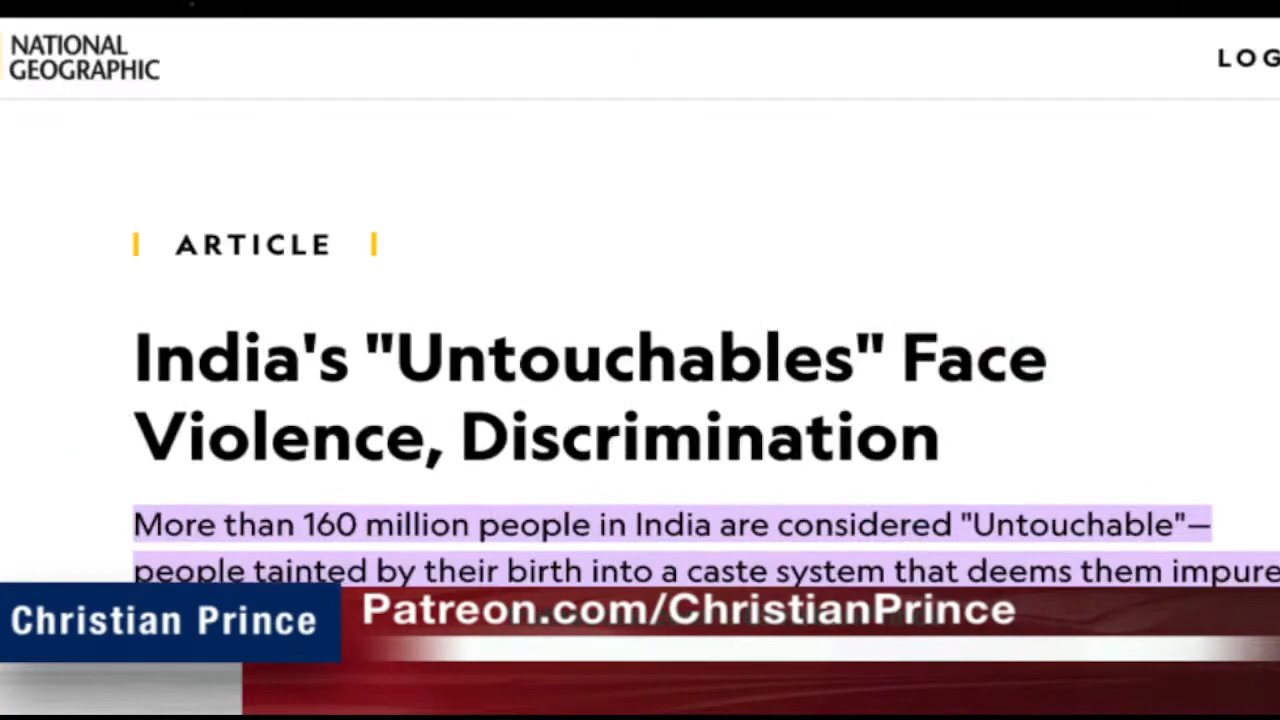 NATIONAL
GEOGRAPHIC
LOG
ARTICLE
India's "Untouchables" Face
Violence, Discrimination
More than 160 million people in India are considered "Untouchable"—
people tainted by their birth into a caste system that deems them impure
Christian Prince
Patreon.com/ChristianPrince